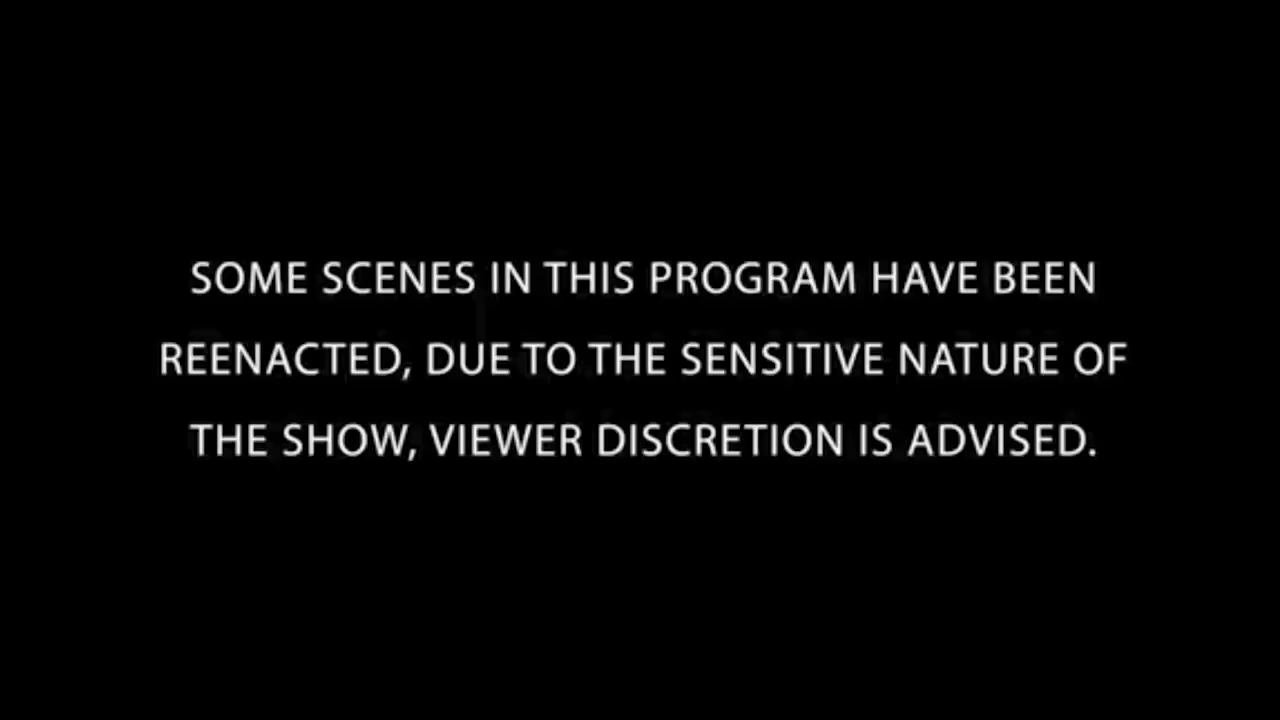 SOME SCENES IN THIS PROGRAM HAVE BEEN
REENACTED, DUE TO THE SENSITIVE NATURE OF
THE SHOW, VIEWER DISCRETION IS ADVISED.